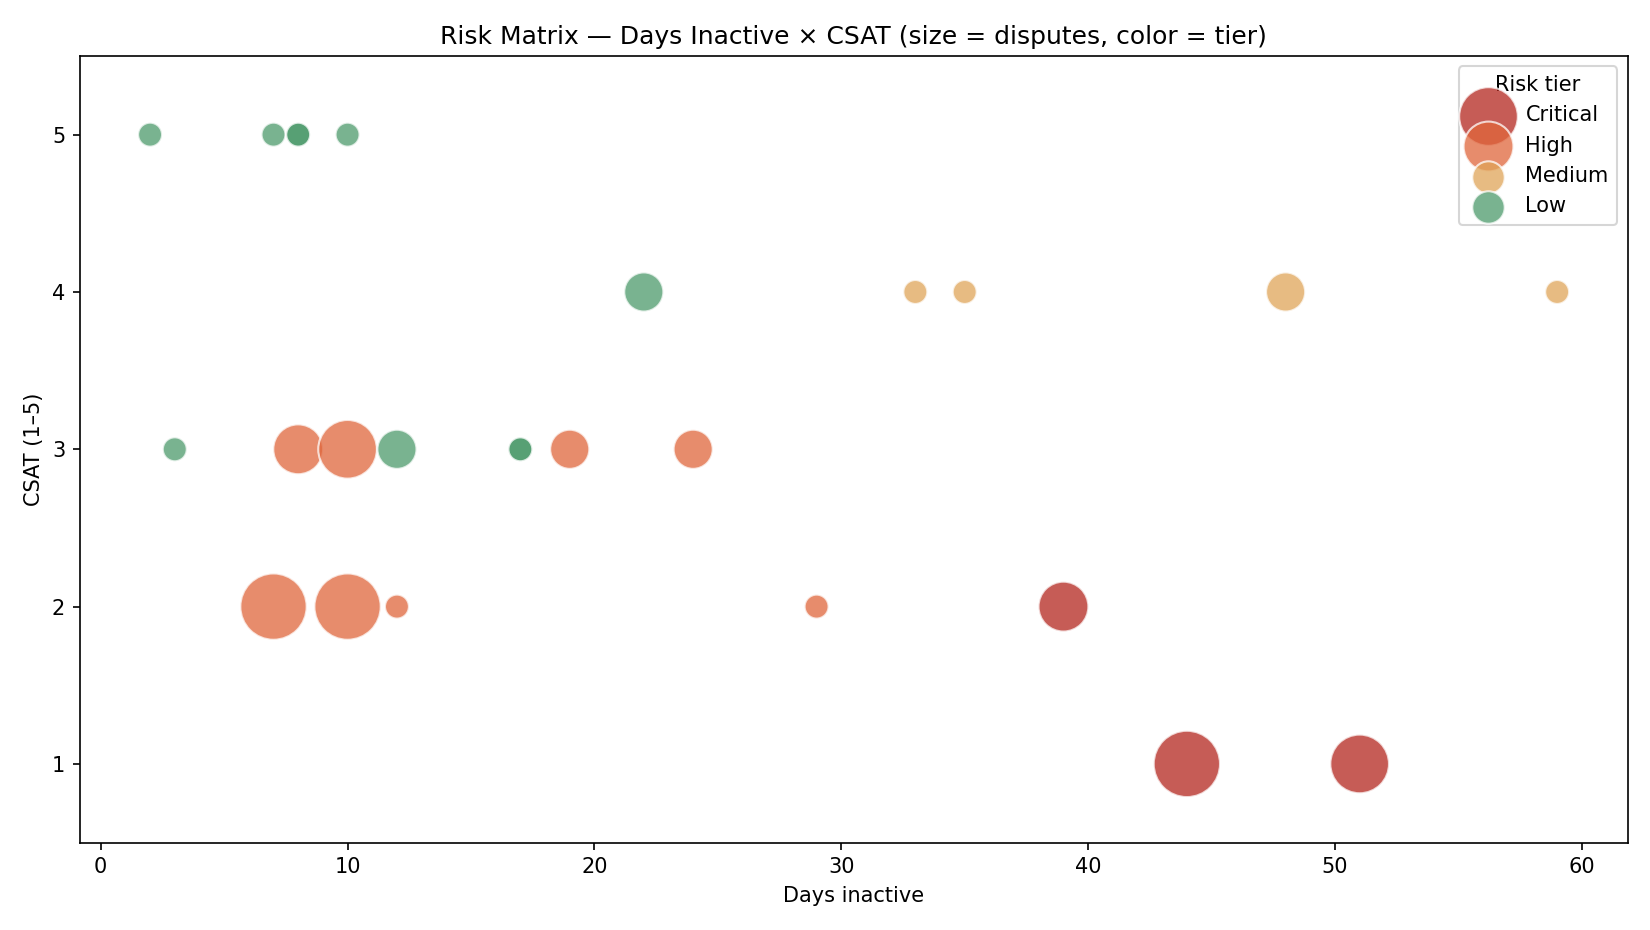 Risk Matrix — Days Inactive × CSAT (size = disputes, color = tier)
Risk tier
Critical
High
Medium
Low
CSAT (1–5)
5
4
3
2
1
0 10 20 30 40 50 60
Days inactive